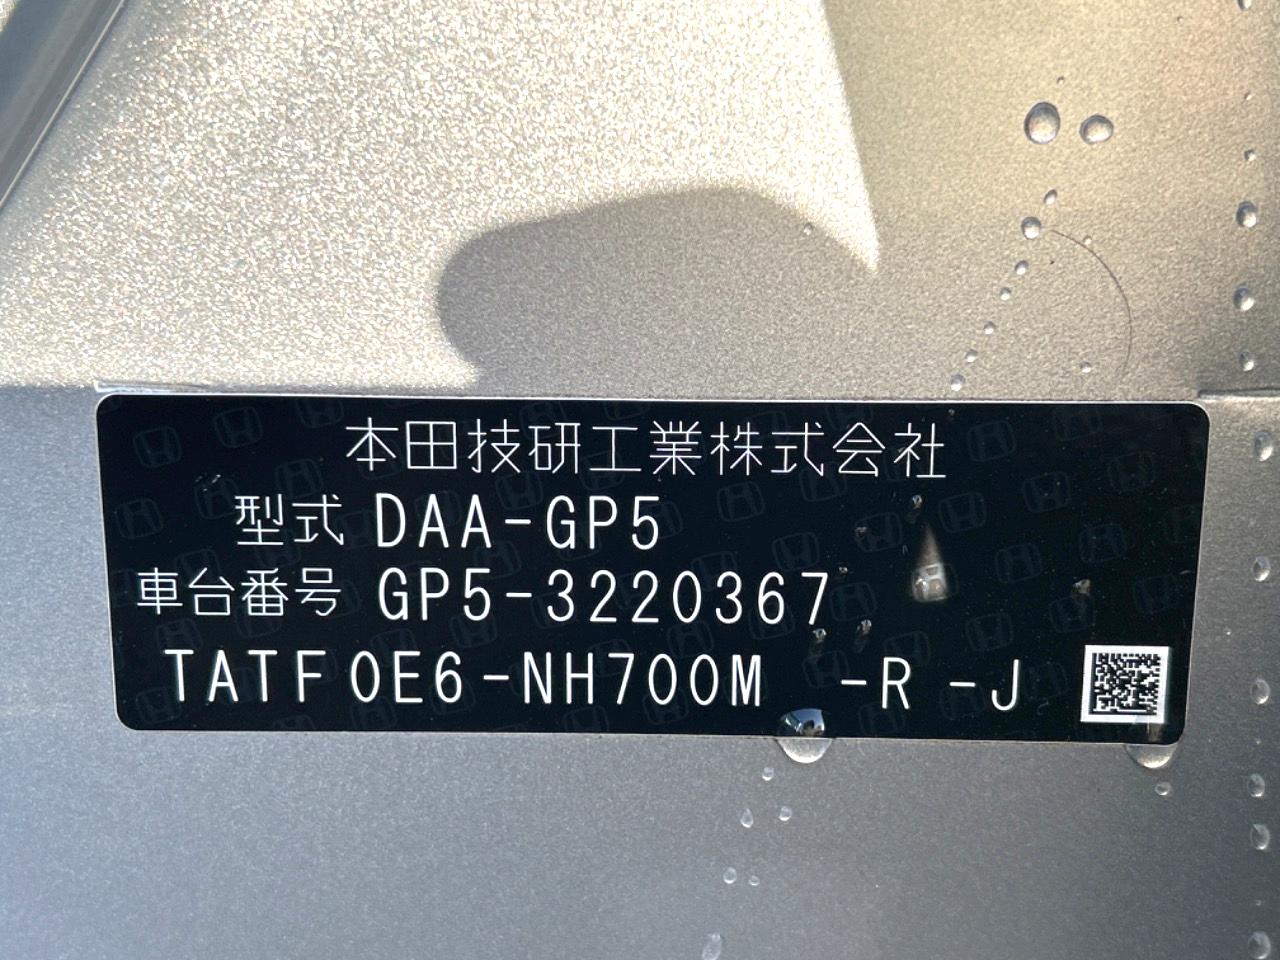 本田技研工業株式会社
型式 DAA-GP5
車台番号 GP5-3220367
TATF0E6-NH700M -R -J